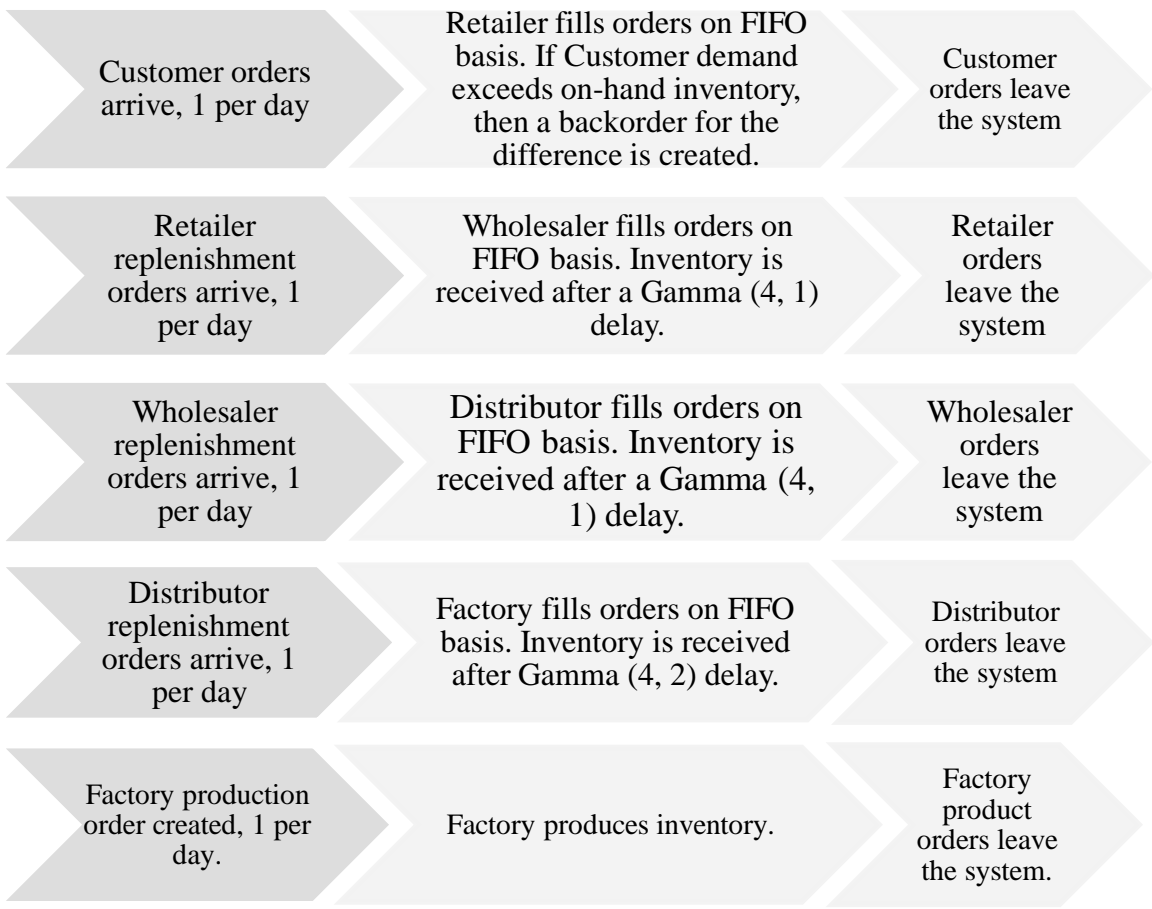 Customer orders
arrive, 1 per day
Retailer fills orders on FIFO
basis. If Customer demand
exceeds on-hand inventory,
then a backorder for the
difference is created.
Customer
orders leave
the system
Retailer
replenishment
orders arrive, 1
per day
Wholesaler fills orders on
FIFO basis. Inventory is
received after a Gamma (4, 1)
delay.
Retailer
orders
leave the
system
Wholesaler
replenishment
orders arrive, 1
per day
Distributor fills orders on
FIFO basis. Inventory is
received after a Gamma (4,
1) delay.
Wholesaler
orders
leave the
system
Distributor
replenishment
orders arrive, 1
per day
Factory fills orders on FIFO
basis. Inventory is received
after Gamma (4, 2) delay.
Distributor
orders leave
the system
Factory production
order created, 1 per
day.
Factory produces inventory.
Factory
product
orders leave
the system.